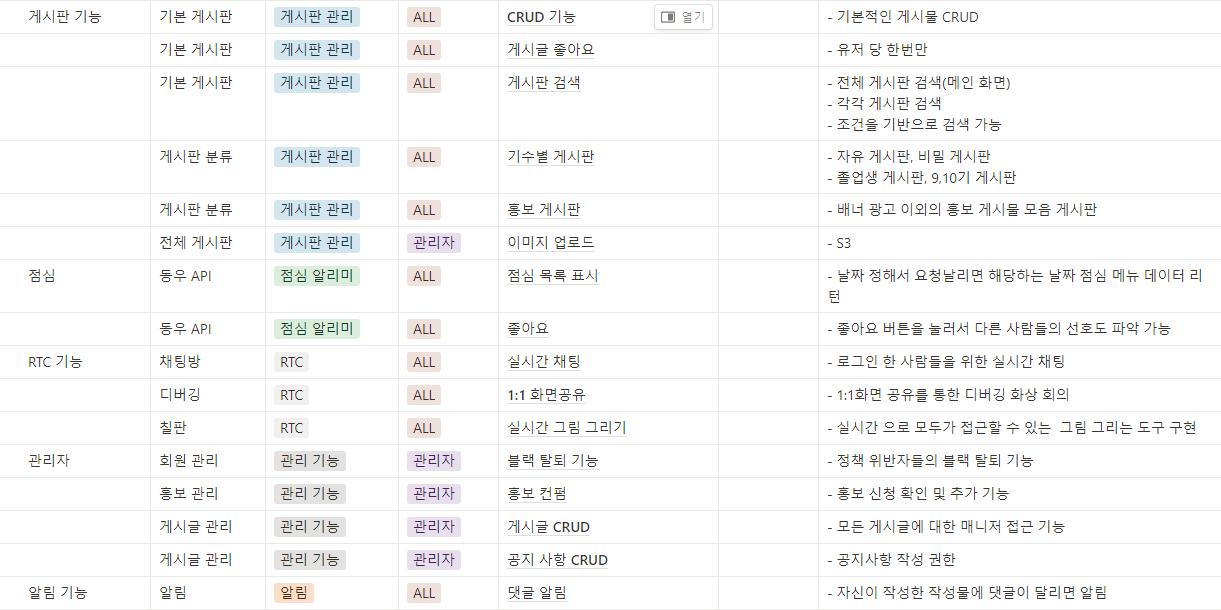 게시판 기능 기본 게시판 게시판 관리 ALL CRUD 기능 열기 - 기본적인 게시물 CRUD
기본 게시판 게시판 관리 ALL 게시글 좋아요 - 유저 당 한번만
기본 게시판 게시판 관리 ALL 게시판 검색 - 전체 게시판 검색(메인 화면)
- 각각 게시판 검색
- 조건을 기반으로 검색 가능
게시판 분류 게시판 관리 ALL 기수별 게시판 - 자유 게시판, 비밀 게시판
- 졸업생 게시판, 9,10기 게시판
게시판 분류 게시판 관리 ALL 홍보 게시판 - 배너 광고 이외의 홍보 게시물 모음 게시판
전체 게시판 게시판 관리 관리자 이미지 업로드 - S3
점심 동우 API 점심 알리미 ALL 점심 목록 표시 - 날짜 정해서 요청날리면 해당하는 날짜 점심 메뉴 데이터 리
턴
동우 API 점심 알리미 ALL 좋아요 - 좋아요 버튼을 눌러서 다른 사람들의 선호도 파악 가능
RTC 기능 채팅방 RTC ALL 실시간 채팅 - 로그인 한 사람들을 위한 실시간 채팅
디버깅 RTC ALL 1:1 화면공유 - 1:1화면 공유를 통한 디버깅 화상 회의
칠판 RTC ALL 실시간 그림 그리기 - 실시간 으로 모두가 접근할 수 있는 그림 그리는 도구 구현
관리자 회원 관리 관리 기능 관리자 블랙 탈퇴 기능 - 정책 위반자들의 블랙 탈퇴 기능
홍보 관리 관리 기능 관리자 홍보 컨펌 - 홍보 신청 확인 및 추가 기능
게시글 관리 관리 기능 관리자 게시글 CRUD - 모든 게시글에 대한 매니저 접근 기능
게시글 관리 관리 기능 관리자 공지 사항 CRUD - 공지사항 작성 권한
알림 기능 알림 알림 ALL 댓글 알림 - 자신이 작성한 작성물에 댓글이 달리면 알림